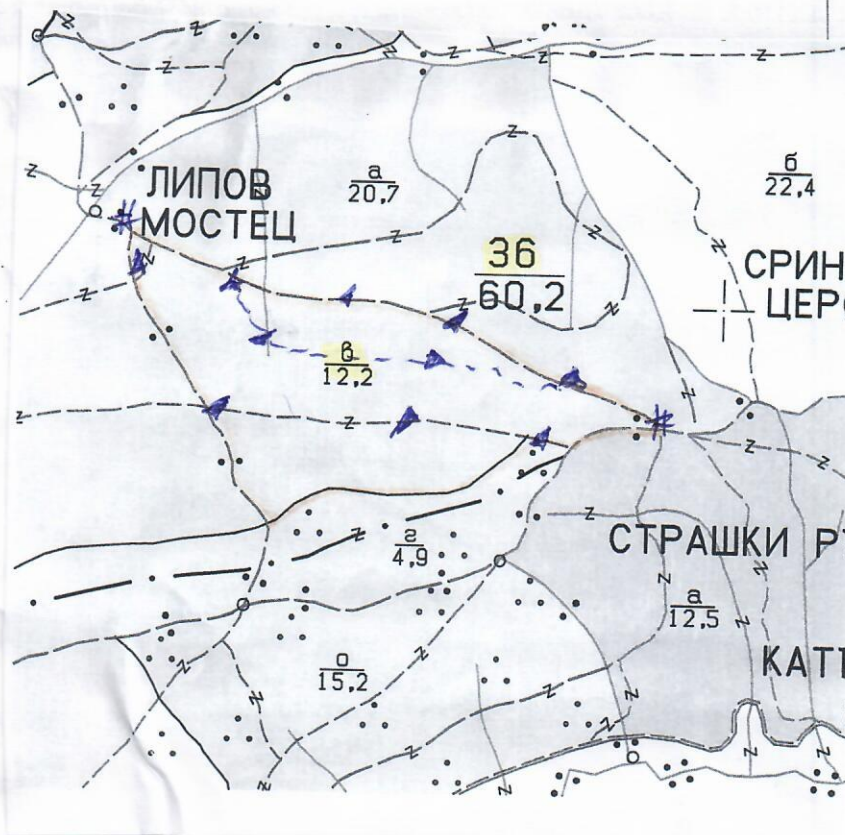 ЛИПОВ
МОСТЕЦ
а
20,7
б
22,4
36
60,2
СРИН
ЦЕР
в
12,2
г
4,9
СТРАШКИ Р
а
12,5
о
15,2
КАТ